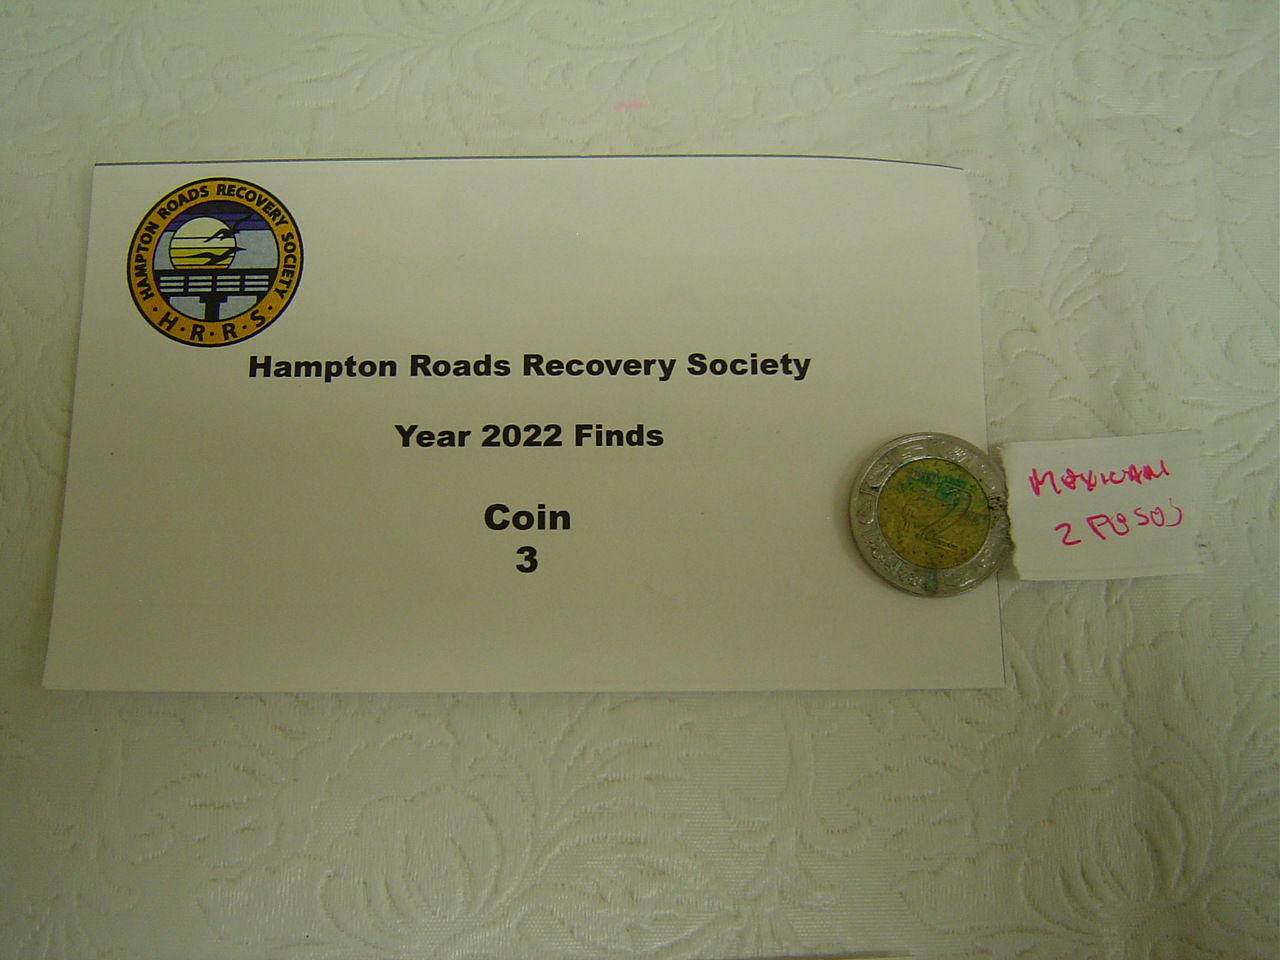 HAMPTON ROADS RECOVERY SOCIETY
· H · R · R · S ·
Hampton Roads Recovery Society
Year 2022 Finds
Coin
3
2
MEXICAN
2 PESOS